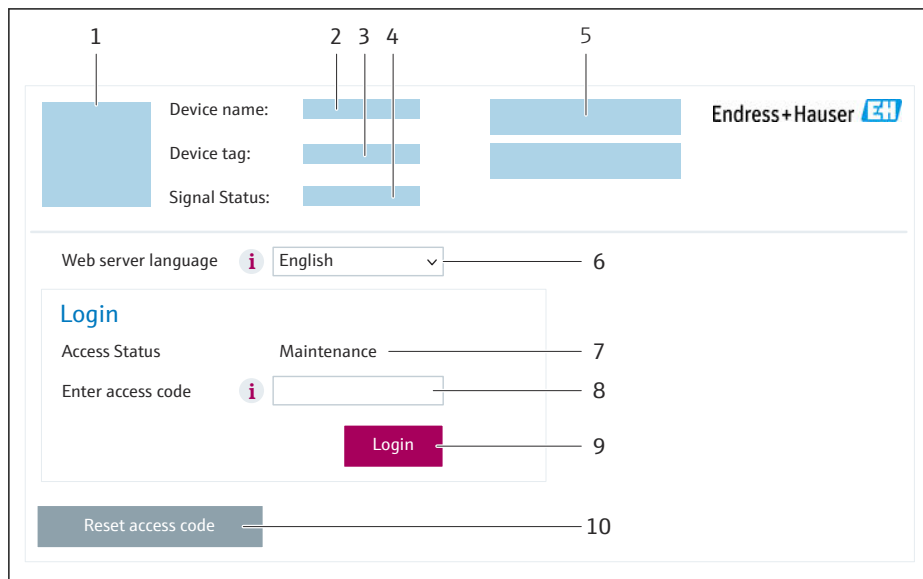 1 2 3 4 5
Device name:
Endress+Hauser EH
Device tag:
Signal Status:
Web server language i English 6
Login
Access Status Maintenance 7
Enter access code i 8
Login 9
Reset access code 10